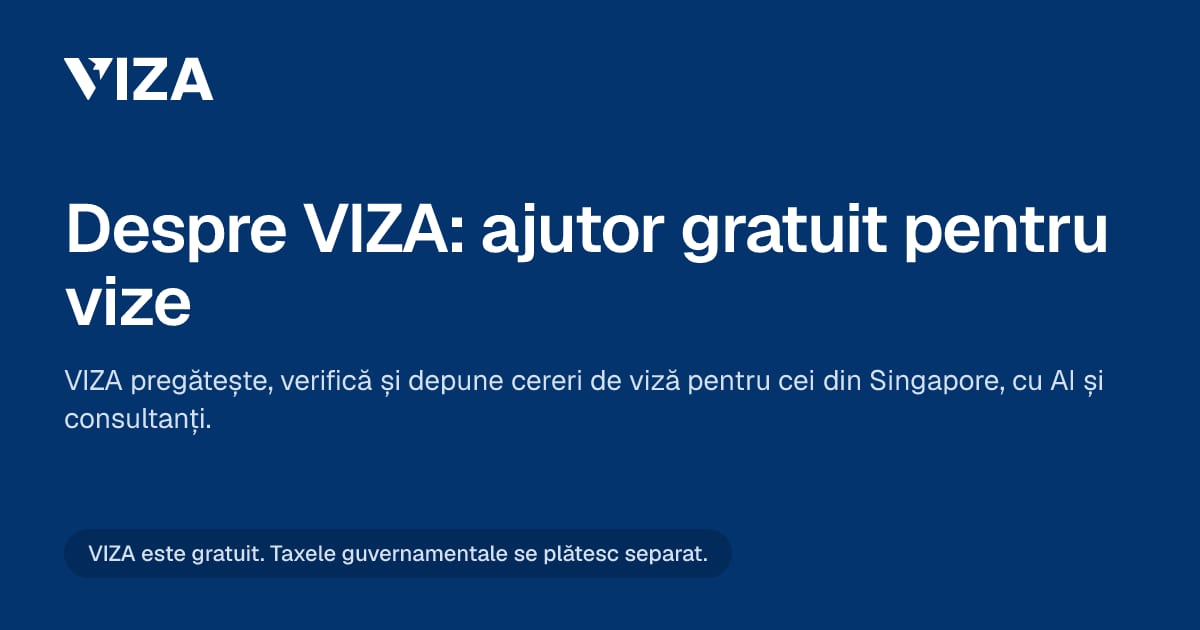 VIZA
Despre VIZA: ajutor gratuit pentru
vize
VIZA pregătește, verifică și depune cereri de viză pentru cei din Singapore, cu AI și
consultanți.
VIZA este gratuit. Taxele guvernamentale se plătesc separat.